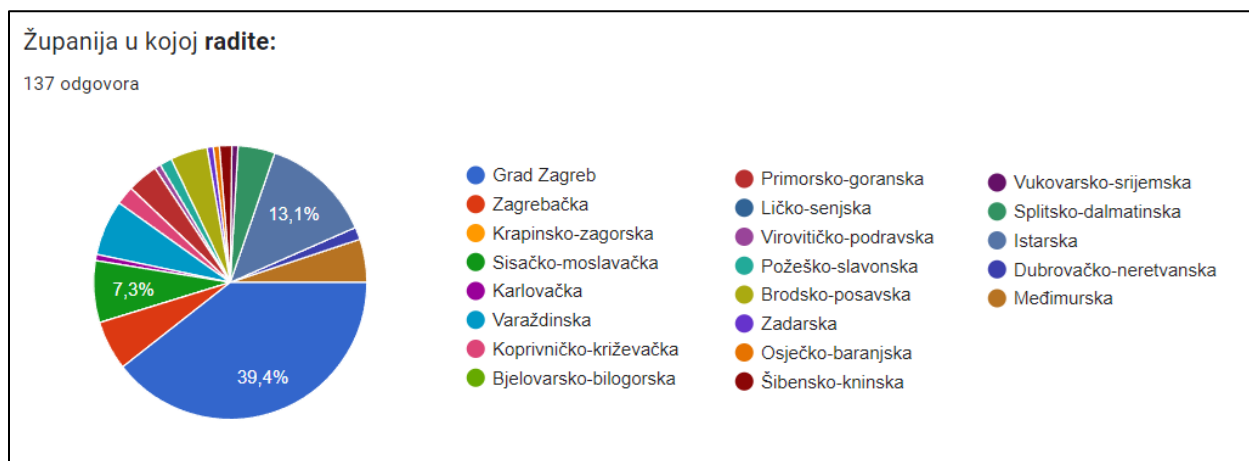 Županija u kojoj radite:
137 odgovora
13,1%
7,3%
39,4%
Grad Zagreb
Zagrebačka
Krapinsko-zagorska
Sisačko-moslavačka
Karlovačka
Varaždinska
Koprivničko-križevačka
Bjelovarsko-bilogorska
Primorsko-goranska
Ličko-senjska
Virovitičko-podravska
Požeško-slavonska
Brodsko-posavska
Zadarska
Osječko-baranjska
Šibensko-kninska
Vukovarsko-srijemska
Splitsko-dalmatinska
Istarska
Dubrovačko-neretvanska
Međimurska